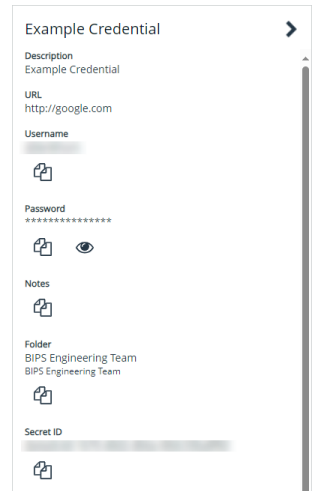 Example Credential
Description
Example Credential
URL
http://google.com
Username
Password
***************
Notes
Folder
BIPS Engineering Team
BIPS Engineering Team
Secret ID